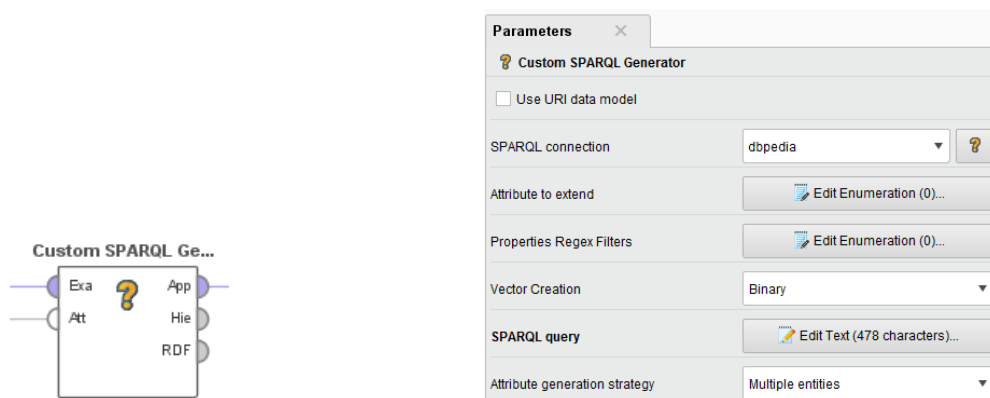 Custom SPARQL Ge...
Exa
App
Att
Hie
RDF
Parameters
Custom SPARQL Generator
Use URI data model
SPARQL connection
dbpedia
Attribute to extend
Edit Enumeration (0)...
Properties Regex Filters
Edit Enumeration (0)...
Vector Creation
Binary
SPARQL query
Edit Text (478 characters)...
Attribute generation strategy
Multiple entities